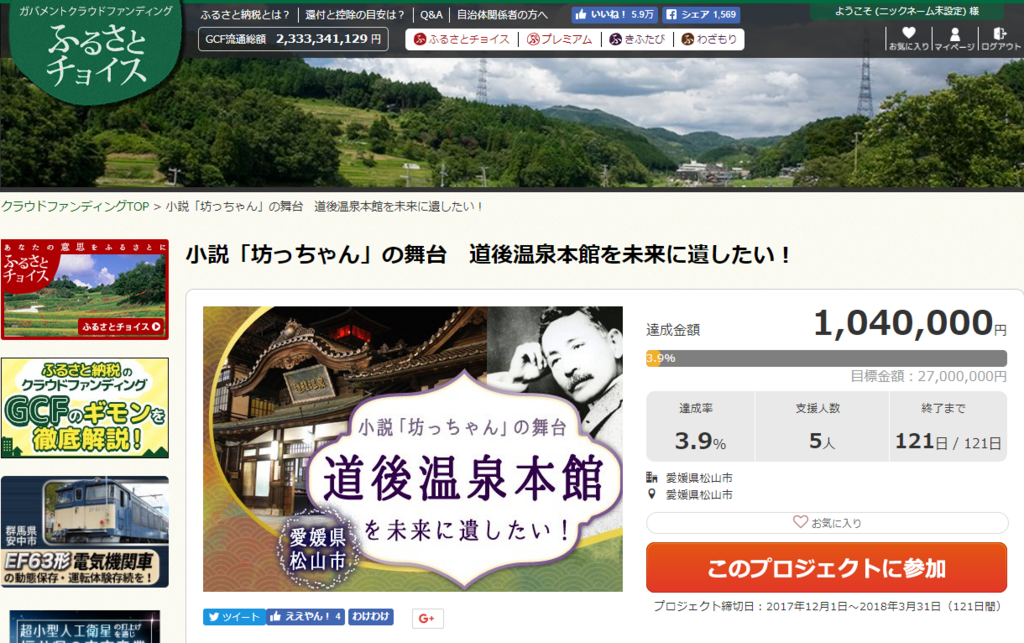 ガバメントクラウドファンディング
ふるさと
チョイス
ふるさと納税とは？ 還付と控除の目安は？ Q&A 自治体関係者の方へ いいね！ 5.9万 シェア 1,569
ようこそ (ニックネーム未設定) 様
GCF流通総額 2,333,341,129 円 ふるさとチョイス プレミアム きふたび わざもり
お気に入り マイページ ログアウト
クラウドファンディングTOP > 小説「坊っちゃん」の舞台　道後温泉本館を未来に遺したい！
あなたの意思をふるさとに
ふるさと
チョイス
ふるさとチョイス
ふるさと納税の
クラウドファンディング
GCFのギモンを
徹底解説！
群馬県
安中市
EF63形電気機関車
の動態保存・運転体験存続を！
超小型人工衛星の打上げを通じ
小説「坊っちゃん」の舞台　道後温泉本館を未来に遺したい！
小説「坊っちゃん」の舞台
道後温泉本館
を未来に遺したい！
愛媛県
松山市
ツイート ええやん！ 4 わけわけ G+
達成金額 1,040,000円
3.9%
目標金額：27,000,000円
達成率 支援人数 終了まで
3.9% 5人 121日 / 121日
愛媛県松山市
愛媛県松山市
お気に入り
このプロジェクトに参加
プロジェクト締切日：2017年12月1日～2018年3月31日（121日間）